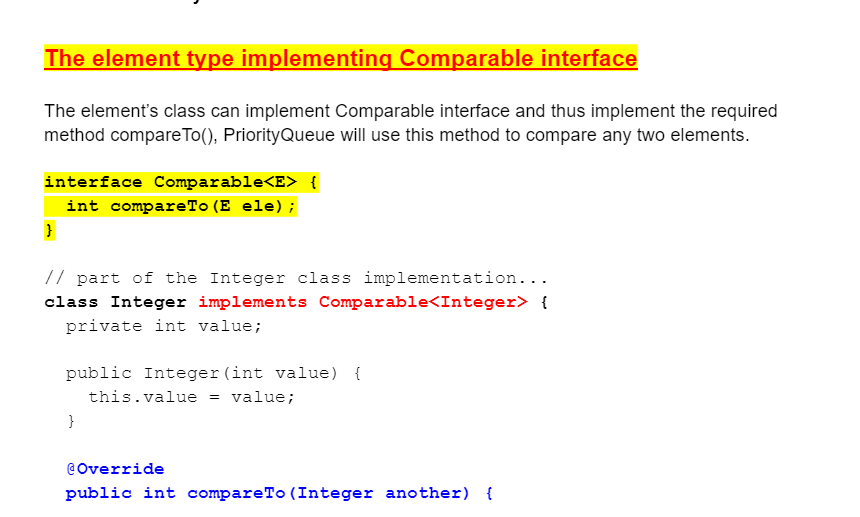 The element type implementing Comparable interface
The element's class can implement Comparable interface and thus implement the required
method compareTo(), PriorityQueue will use this method to compare any two elements.
interface Comparable<E> {
  int compareTo(E ele);
}
// part of the Integer class implementation...
class Integer implements Comparable<Integer> {
  private int value;
  public Integer(int value) {
    this.value = value;
  }
  @Override
  public int compareTo(Integer another) {